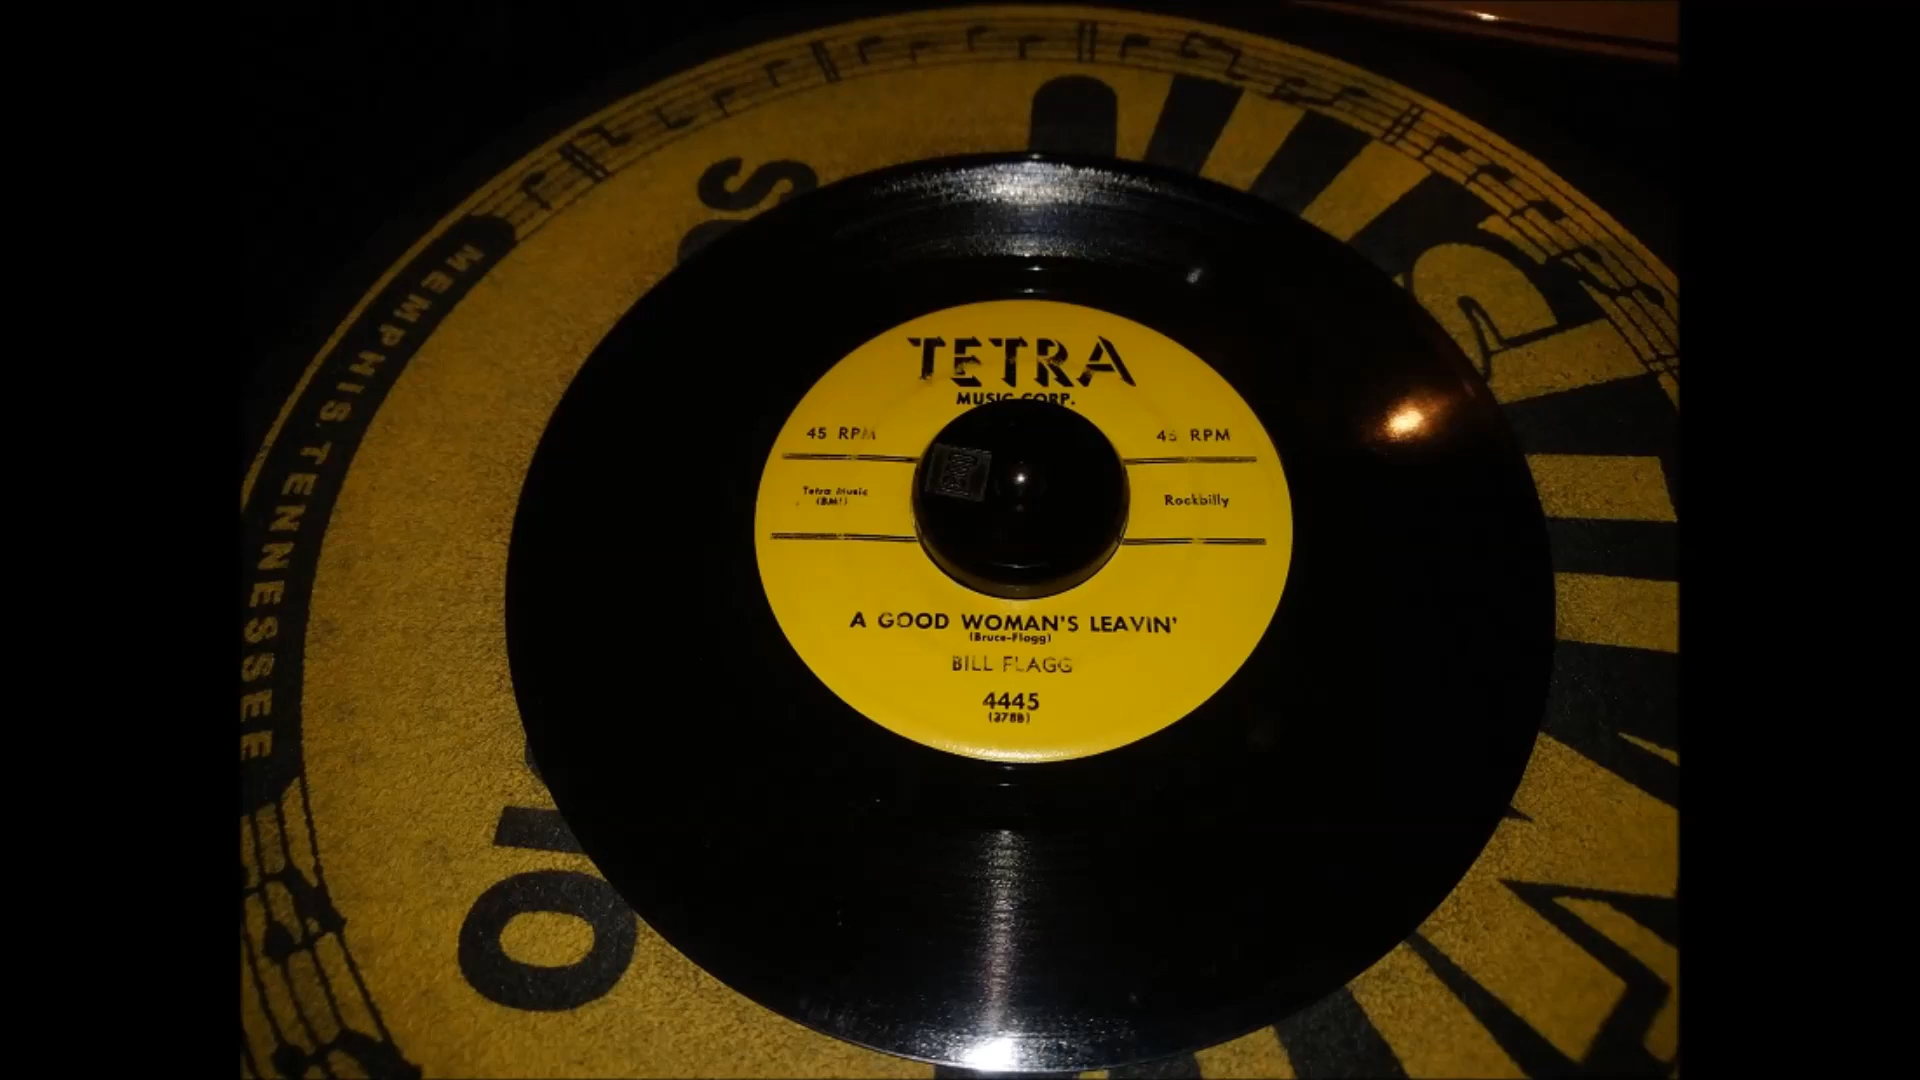 TETRA
MUSIC CORP.
45 RPM
45 RPM
Tetra Music
(BMI)
Rockbilly
A GOOD WOMAN'S LEAVIN'
(Bruce-Flagg)
BILL FLAGG
4445
(378B)
MEMPHIS, TENNESSEE